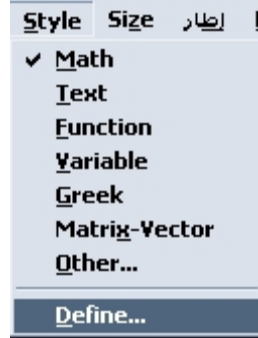 Style Size إطار
✔ Math
Text
Function
Variable
Greek
Matrix-Vector
Other...
Define...